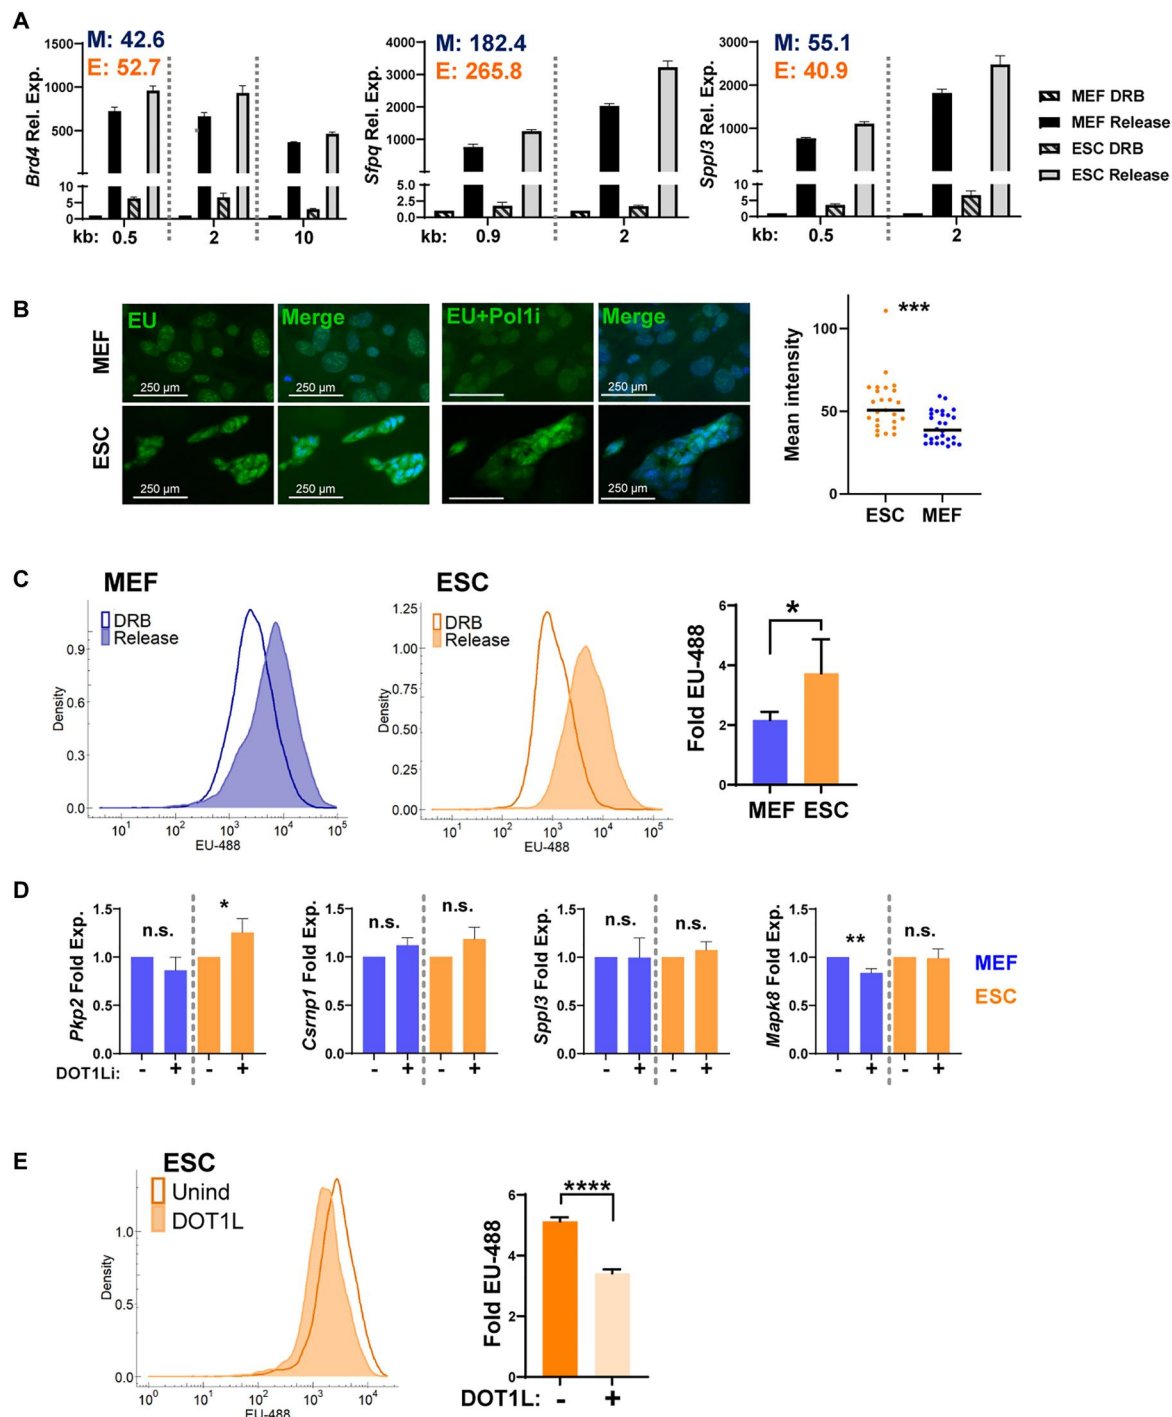 A
M: 42.6
E: 52.7
Brd4 Rel. Exp.
1500
1000
500
10
5
0
kb: 0.5 2 10
M: 182.4
E: 265.8
Sfpq Rel. Exp.
4000
3000
2000
1000
5.0
2.5
0.0
kb: 0.9 2
M: 55.1
E: 40.9
Sppl3 Rel. Exp.
3000
2000
1000
10
5
0
kb: 0.5 2
MEF DRB
MEF Release
ESC DRB
ESC Release
B
EU Merge EU+Pol1i Merge
MEF
250 µm 250 µm 250 µm
ESC
250 µm 250 µm 250 µm
***
Mean intensity
100
50
0
ESC MEF
C
MEF
DRB
Release
Density
0.9
0.6
0.3
0.0
10¹ 10² 10³ 10⁴ 10⁵
EU-488
ESC
DRB
Release
Density
1.25
1.00
0.75
0.50
0.25
0.00
10¹ 10² 10³ 10⁴ 10⁵
EU-488
*
Fold EU-488
6
4
2
0
MEF ESC
D
Pkp2 Fold Exp.
1.5
1.0
0.5
0.0
n.s. *
DOT1Li: - + - +
Csrnp1 Fold Exp.
1.5
1.0
0.5
0.0
n.s. n.s.
- + - +
Sppl3 Fold Exp.
1.5
1.0
0.5
0.0
n.s. n.s.
- + - +
Mapk8 Fold Exp.
1.5
1.0
0.5
0.0
** n.s.
- + - +
MEF
ESC
E
ESC
Unind
DOT1L
Density
1.0
0.5
0.0
10⁰ 10¹ 10² 10³ 10⁴
EU-488
****
Fold EU-488
6
4
2
0
DOT1L: - +